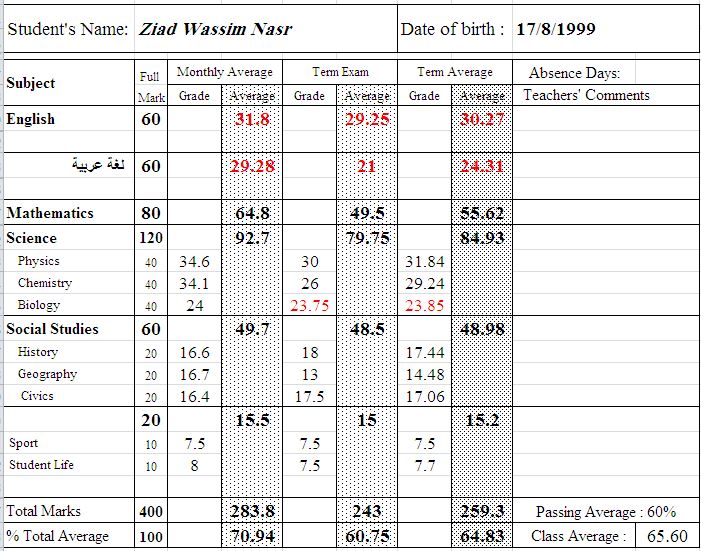 Student's Name: Ziad Wassim Nasr Date of birth : 17/8/1999
Subject Full Mark Monthly Average Term Exam Term Average Absence Days:
Grade Average Grade Average Grade Average Teachers' Comments
English 60 31.8 29.25 30.27
لغة عربية 60 29.28 21 24.31
Mathematics 80 64.8 49.5 55.62
Science 120 92.7 79.75 84.93
Physics 40 34.6 30 31.84
Chemistry 40 34.1 26 29.24
Biology 40 24 23.75 23.85
Social Studies 60 49.7 48.5 48.98
History 20 16.6 18 17.44
Geography 20 16.7 13 14.48
Civics 20 16.4 17.5 17.06
20 15.5 15 15.2
Sport 10 7.5 7.5 7.5
Student Life 10 8 7.5 7.7
Total Marks 400 283.8 243 259.3 Passing Average : 60%
% Total Average 100 70.94 60.75 64.83 Class Average : 65.60